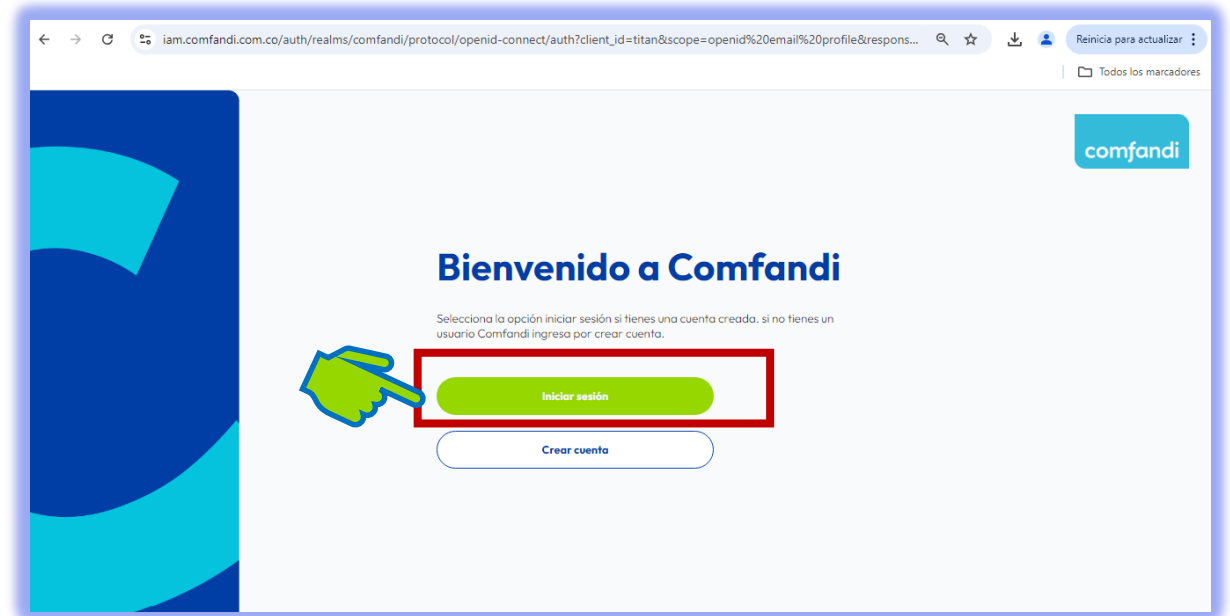 iam.comfandi.com.co/auth/realms/comfandi/protocol/openid-connect/auth?client_id=titan&scope=openid%20email%20profile&respons...
Reinicia para actualizar
Todos los marcadores
comfandi
Bienvenido a Comfandi
Selecciona la opción iniciar sesión si tienes una cuenta creada. si no tienes un
usuario Comfandi ingresa por crear cuenta.
Iniciar sesión
Crear cuenta